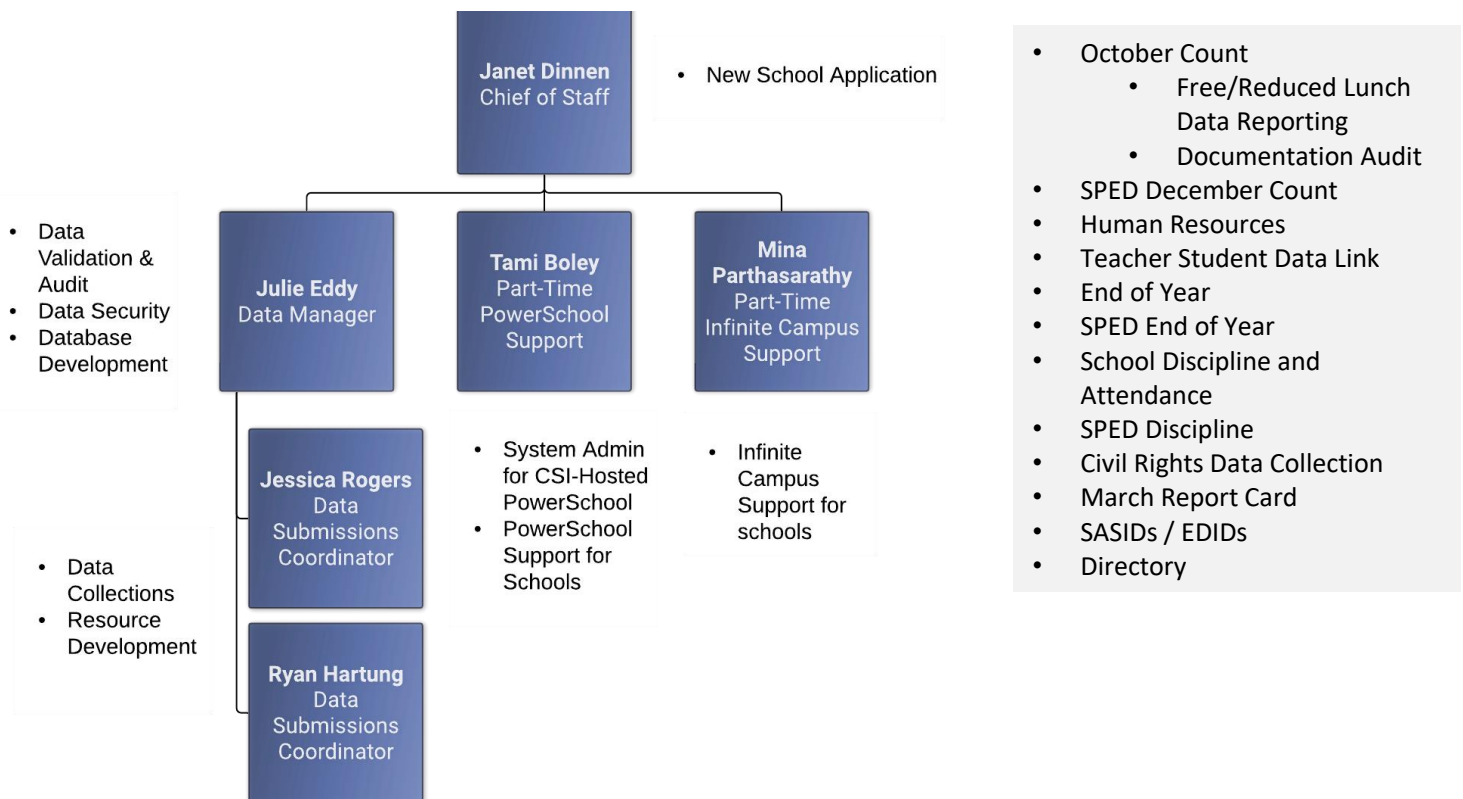 Janet Dinnen
Chief of Staff
• New School Application
• Data
Validation &
Audit
• Data Security
• Database
Development
Julie Eddy
Data Manager
Tami Boley
Part-Time
PowerSchool
Support
Mina
Parthasarathy
Part-Time
Infinite Campus
Support
• System Admin
for CSI-Hosted
PowerSchool
• PowerSchool
Support for
Schools
• Infinite
Campus
Support for
schools
Jessica Rogers
Data
Submissions
Coordinator
• Data
Collections
• Resource
Development
Ryan Hartung
Data
Submissions
Coordinator
• October Count
• Free/Reduced Lunch
Data Reporting
• Documentation Audit
• SPED December Count
• Human Resources
• Teacher Student Data Link
• End of Year
• SPED End of Year
• School Discipline and
Attendance
• SPED Discipline
• Civil Rights Data Collection
• March Report Card
• SASIDs / EDIDs
• Directory